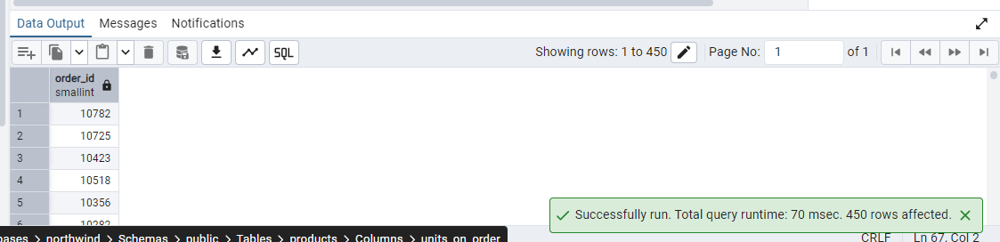 Data Output Messages Notifications
SQL Showing rows: 1 to 450 Page No: 1 of 1
order_id
smallint
1 10782
2 10725
3 10423
4 10518
5 10356
6 10282
Successfully run. Total query runtime: 70 msec. 450 rows affected.
bases > northwind > Schemas > public > Tables > products > Columns > units_on_order
CRLF Ln 67, Col 2